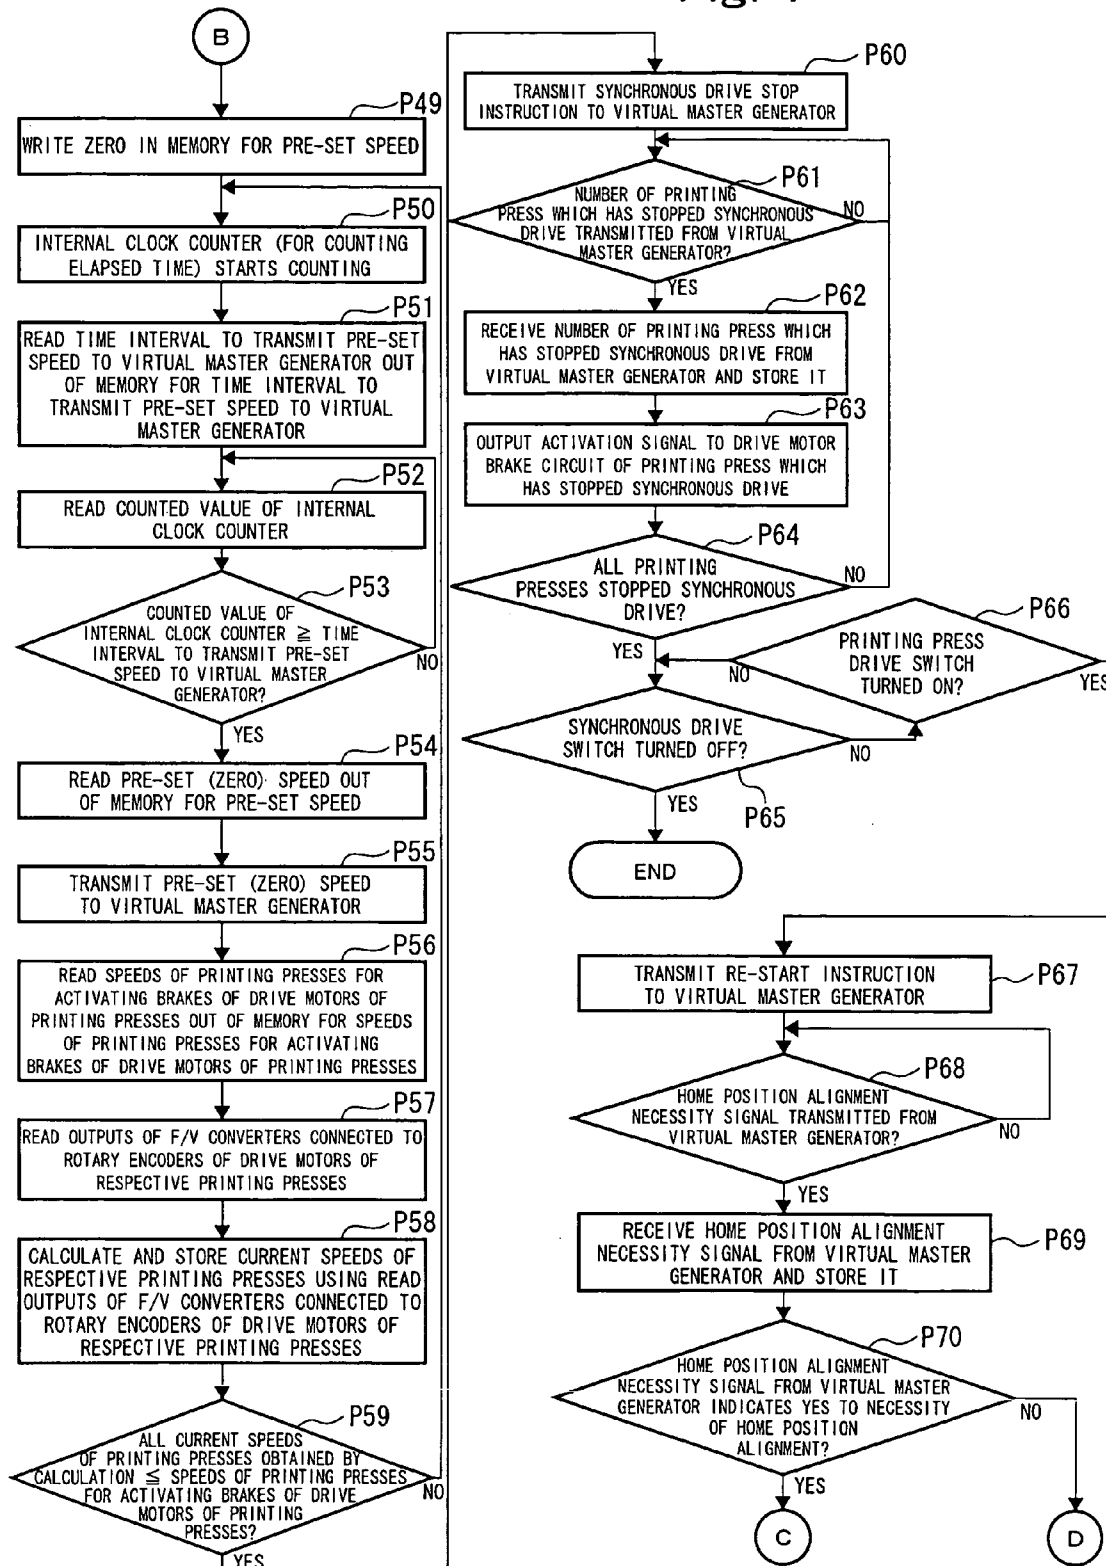 B
P49
WRITE ZERO IN MEMORY FOR PRE-SET SPEED
P50
INTERNAL CLOCK COUNTER (FOR COUNTING
ELAPSED TIME) STARTS COUNTING
P51
READ TIME INTERVAL TO TRANSMIT PRE-SET
SPEED TO VIRTUAL MASTER GENERATOR OUT
OF MEMORY FOR TIME INTERVAL TO
TRANSMIT PRE-SET SPEED TO VIRTUAL
MASTER GENERATOR
P52
READ COUNTED VALUE OF INTERNAL
CLOCK COUNTER
P53
COUNTED VALUE OF
INTERNAL CLOCK COUNTER ≧ TIME
INTERVAL TO TRANSMIT PRE-SET
SPEED TO VIRTUAL MASTER
GENERATOR?
NO
YES
P54
READ PRE-SET (ZERO) SPEED OUT
OF MEMORY FOR PRE-SET SPEED
P55
TRANSMIT PRE-SET (ZERO) SPEED
TO VIRTUAL MASTER GENERATOR
P56
READ SPEEDS OF PRINTING PRESSES FOR
ACTIVATING BRAKES OF DRIVE MOTORS OF
PRINTING PRESSES OUT OF MEMORY FOR SPEEDS
OF PRINTING PRESSES FOR ACTIVATING
BRAKES OF DRIVE MOTORS OF PRINTING PRESSES
P57
READ OUTPUTS OF F/V CONVERTERS CONNECTED TO
ROTARY ENCODERS OF DRIVE MOTORS OF
RESPECTIVE PRINTING PRESSES
P58
CALCULATE AND STORE CURRENT SPEEDS OF
RESPECTIVE PRINTING PRESSES USING READ
OUTPUTS OF F/V CONVERTERS CONNECTED TO
ROTARY ENCODERS OF DRIVE MOTORS OF
RESPECTIVE PRINTING PRESSES
P59
ALL CURRENT SPEEDS
OF PRINTING PRESSES OBTAINED BY
CALCULATION ≦ SPEEDS OF PRINTING PRESSES
FOR ACTIVATING BRAKES OF DRIVE
MOTORS OF PRINTING
PRESSES?
NO
YES
P60
TRANSMIT SYNCHRONOUS DRIVE STOP
INSTRUCTION TO VIRTUAL MASTER GENERATOR
P61
NUMBER OF PRINTING
PRESS WHICH HAS STOPPED SYNCHRONOUS
DRIVE TRANSMITTED FROM VIRTUAL
MASTER GENERATOR?
NO
YES
P62
RECEIVE NUMBER OF PRINTING PRESS WHICH
HAS STOPPED SYNCHRONOUS DRIVE FROM
VIRTUAL MASTER GENERATOR AND STORE IT
P63
OUTPUT ACTIVATION SIGNAL TO DRIVE MOTOR
BRAKE CIRCUIT OF PRINTING PRESS WHICH
HAS STOPPED SYNCHRONOUS DRIVE
P64
ALL PRINTING
PRESSES STOPPED SYNCHRONOUS
DRIVE?
NO
YES
P66
PRINTING PRESS
DRIVE SWITCH
TURNED ON?
NO
YES
SYNCHRONOUS DRIVE
SWITCH TURNED OFF?
NO
YES
P65
END
TRANSMIT RE-START INSTRUCTION
TO VIRTUAL MASTER GENERATOR
P67
P68
HOME POSITION ALIGNMENT
NECESSITY SIGNAL TRANSMITTED FROM
VIRTUAL MASTER GENERATOR?
NO
YES
RECEIVE HOME POSITION ALIGNMENT
NECESSITY SIGNAL FROM VIRTUAL MASTER
GENERATOR AND STORE IT
P69
P70
HOME POSITION ALIGNMENT
NECESSITY SIGNAL FROM VIRTUAL MASTER
GENERATOR INDICATES YES TO NECESSITY
OF HOME POSITION
ALIGNMENT?
NO
YES
C
D